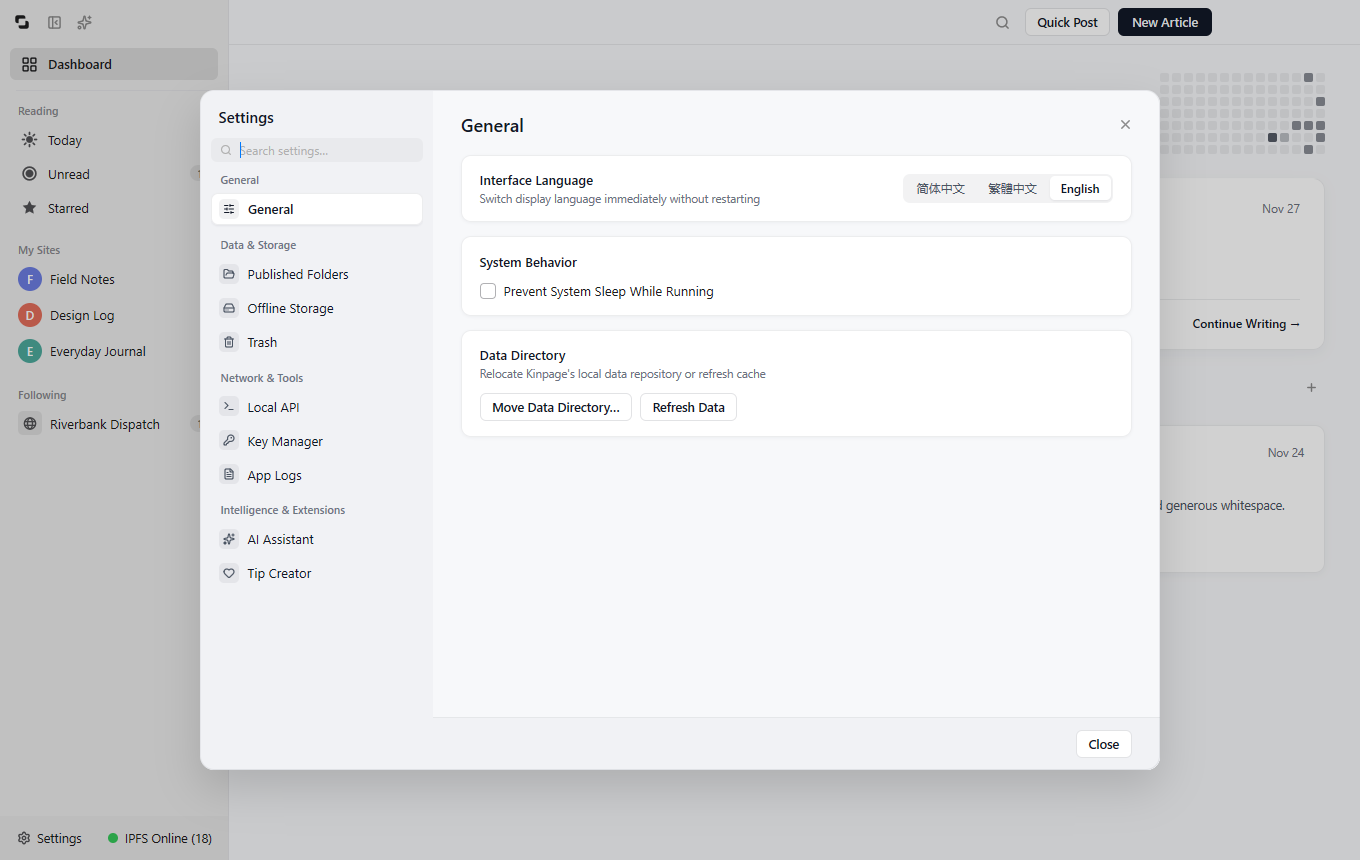 Quick Post
New Article
Dashboard
Reading
Today
Unread
Starred
My Sites
F Field Notes
D Design Log
E Everyday Journal
Following
Riverbank Dispatch
Settings
IPFS Online (18)
Settings
Search settings...
General
General
Data & Storage
Published Folders
Offline Storage
Trash
Network & Tools
Local API
Key Manager
App Logs
Intelligence & Extensions
AI Assistant
Tip Creator
General
Interface Language
Switch display language immediately without restarting
简体中文 繁體中文 English
System Behavior
Prevent System Sleep While Running
Data Directory
Relocate Kinpage's local data repository or refresh cache
Move Data Directory... Refresh Data
Close
Nov 27
Continue Writing →
Nov 24
generous whitespace.